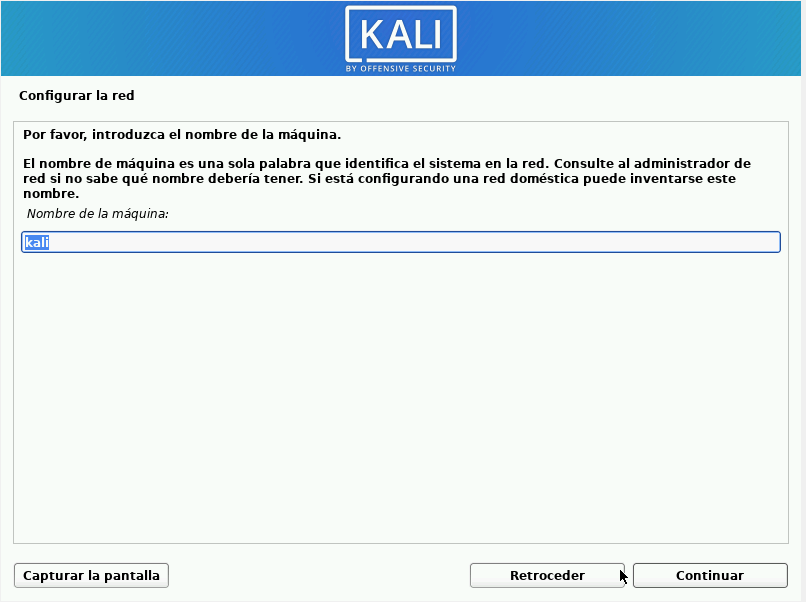 KALI
BY OFFENSIVE SECURITY
Configurar la red
Por favor, introduzca el nombre de la máquina.
El nombre de máquina es una sola palabra que identifica el sistema en la red. Consulte al administrador de
red si no sabe qué nombre debería tener. Si está configurando una red doméstica puede inventarse este
nombre.
Nombre de la máquina:
kali
Capturar la pantalla
Retroceder
Continuar